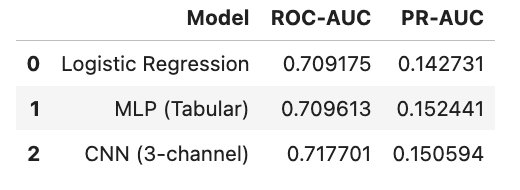 Model ROC-AUC PR-AUC
0 Logistic Regression 0.709175 0.142731
1 MLP (Tabular) 0.709613 0.152441
2 CNN (3-channel) 0.717701 0.150594